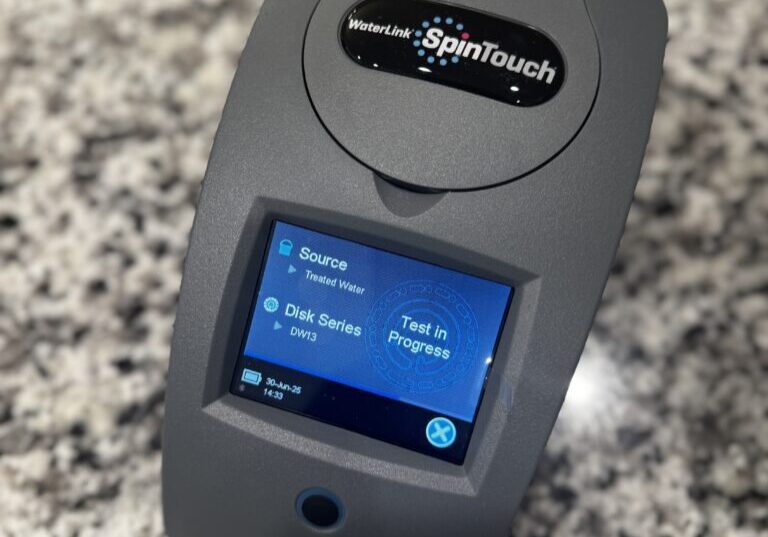 WaterLink SpinTouch
Source
Treated Water
Disk Series
DW13
Test in
Progress
30-Jun-25
14:33